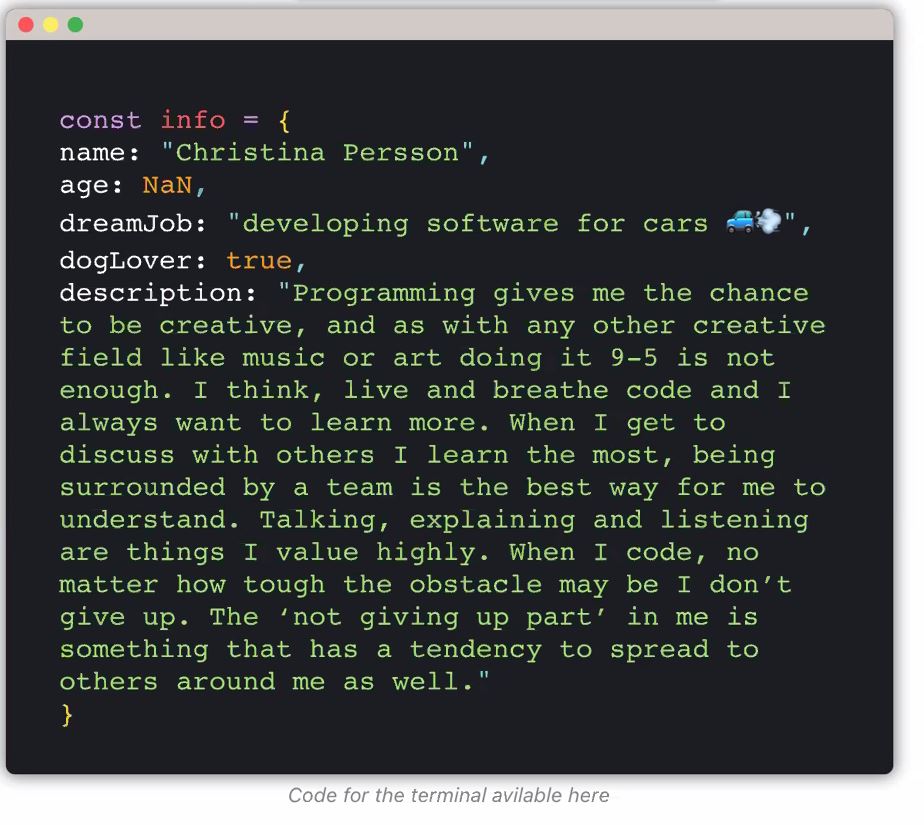 const info = {
name: "Christina Persson",
age: NaN,
dreamJob: "developing software for cars 🚙💨",
dogLover: true,
description: "Programming gives me the chance
to be creative, and as with any other creative
field like music or art doing it 9–5 is not
enough. I think, live and breathe code and I
always want to learn more. When I get to
discuss with others I learn the most, being
surrounded by a team is the best way for me to
understand. Talking, explaining and listening
are things I value highly. When I code, no
matter how tough the obstacle may be I don’t
give up. The ‘not giving up part’ in me is
something that has a tendency to spread to
others around me as well."
}
Code for the terminal avilable here